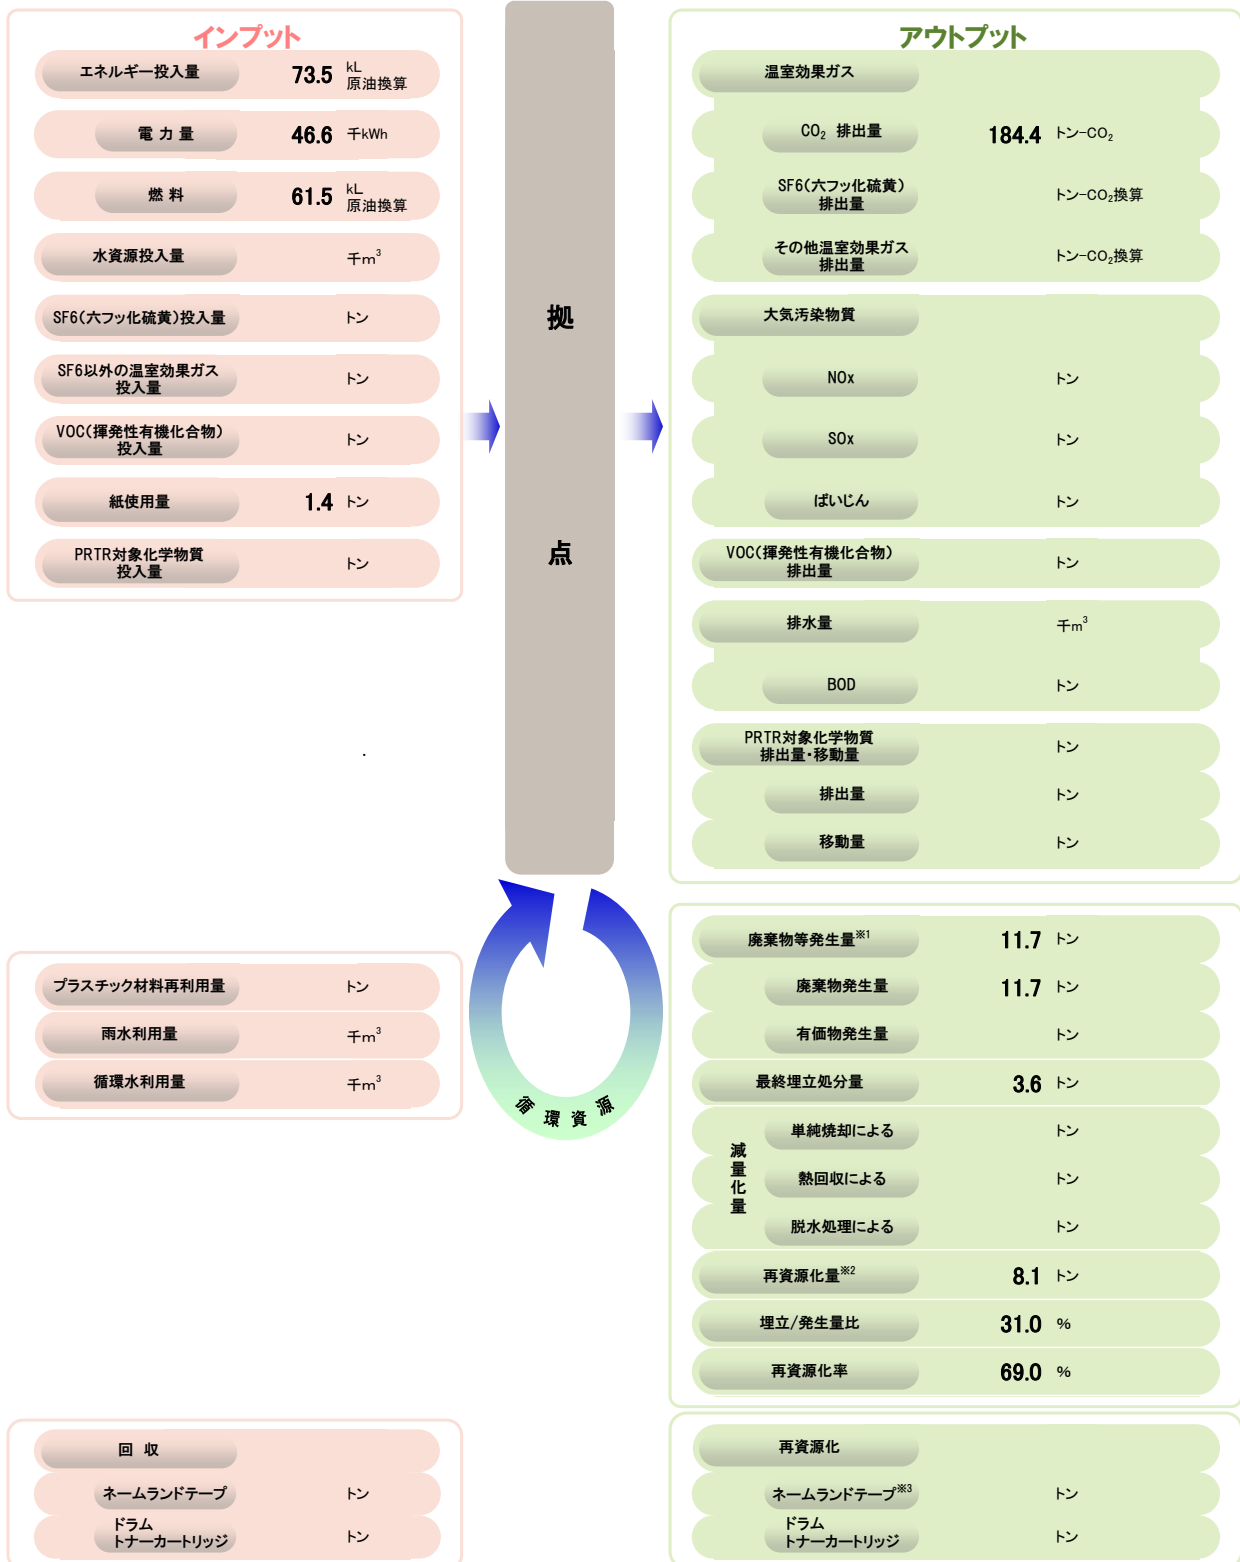 インプット
エネルギー投入量 73.5 kL
原油換算
電 力 量 46.6 千kWh
燃 料 61.5 kL
原油換算
水資源投入量 千m³
SF6(六フッ化硫黄)投入量 トン
SF6以外の温室効果ガス
投入量 トン
VOC(揮発性有機化合物)
投入量 トン
紙使用量 1.4 トン
PRTR対象化学物質
投入量 トン
拠
点
アウトプット
温室効果ガス
CO₂ 排出量 184.4 トン-CO₂
SF6(六フッ化硫黄)
排出量 トン-CO₂換算
その他温室効果ガス
排出量 トン-CO₂換算
大気汚染物質
NOx トン
SOx トン
ばいじん トン
VOC(揮発性有機化合物)
排出量 トン
排水量 千m³
BOD トン
PRTR対象化学物質
排出量・移動量 トン
排出量 トン
移動量 トン
プラスチック材料再利用量 トン
雨水利用量 千m³
循環水利用量 千m³
循環資源
廃棄物等発生量※1 11.7 トン
廃棄物発生量 11.7 トン
有価物発生量 トン
最終埋立処分量 3.6 トン
減量化量
単純焼却による トン
熱回収による トン
脱水処理による トン
再資源化量※2 8.1 トン
埋立/発生量比 31.0 %
再資源化率 69.0 %
回 収
ネームランドテープ トン
ドラム
トナーカートリッジ トン
再資源化
ネームランドテープ※3 トン
ドラム
トナーカートリッジ トン